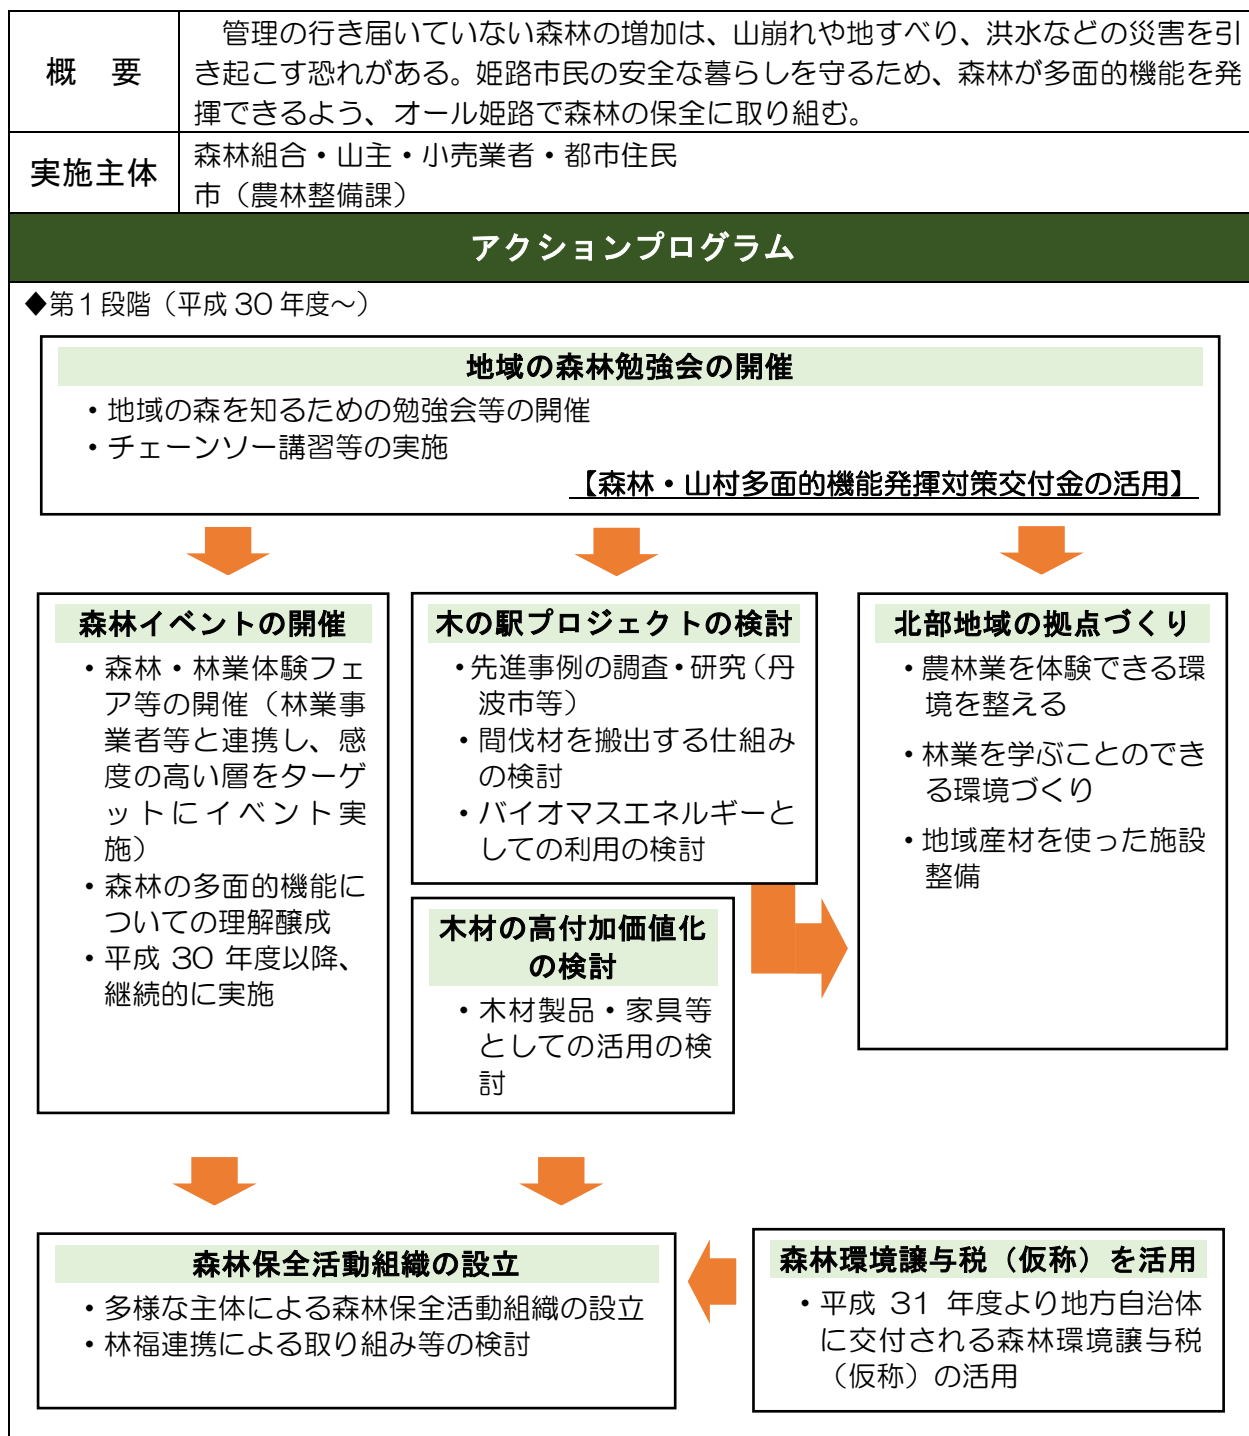 概　要
　管理の行き届いていない森林の増加は、山崩れや地すべり、洪水などの災害を引
き起こす恐れがある。姫路市民の安全な暮らしを守るため、森林が多面的機能を発
揮できるよう、オール姫路で森林の保全に取り組む。
実施主体
森林組合・山主・小売業者・都市住民
市（農林整備課）
アクションプログラム
◆第１段階（平成 30 年度～）
地域の森林勉強会の開催
・地域の森を知るための勉強会等の開催
・チェーンソー講習等の実施
【森林・山村多面的機能発揮対策交付金の活用】
森林イベントの開催
・森林・林業体験フェ
ア等の開催（林業事
業者等と連携し、感
度の高い層をターゲ
ットにイベント実
施）
・森林の多面的機能に
ついての理解醸成
・平成 30 年度以降、
継続的に実施
木の駅プロジェクトの検討
・先進事例の調査・研究（丹
波市等）
・間伐材を搬出する仕組み
の検討
・バイオマスエネルギーと
しての利用の検討
木材の高付加価値化
の検討
・木材製品・家具等
としての活用の検
討
北部地域の拠点づくり
・農林業を体験できる環
境を整える
・林業を学ぶことのでき
る環境づくり
・地域産材を使った施設
整備
森林保全活動組織の設立
・多様な主体による森林保全活動組織の設立
・林福連携による取り組み等の検討
森林環境譲与税（仮称）を活用
・平成 31 年度より地方自治体
に交付される森林環境譲与税
（仮称）の活用